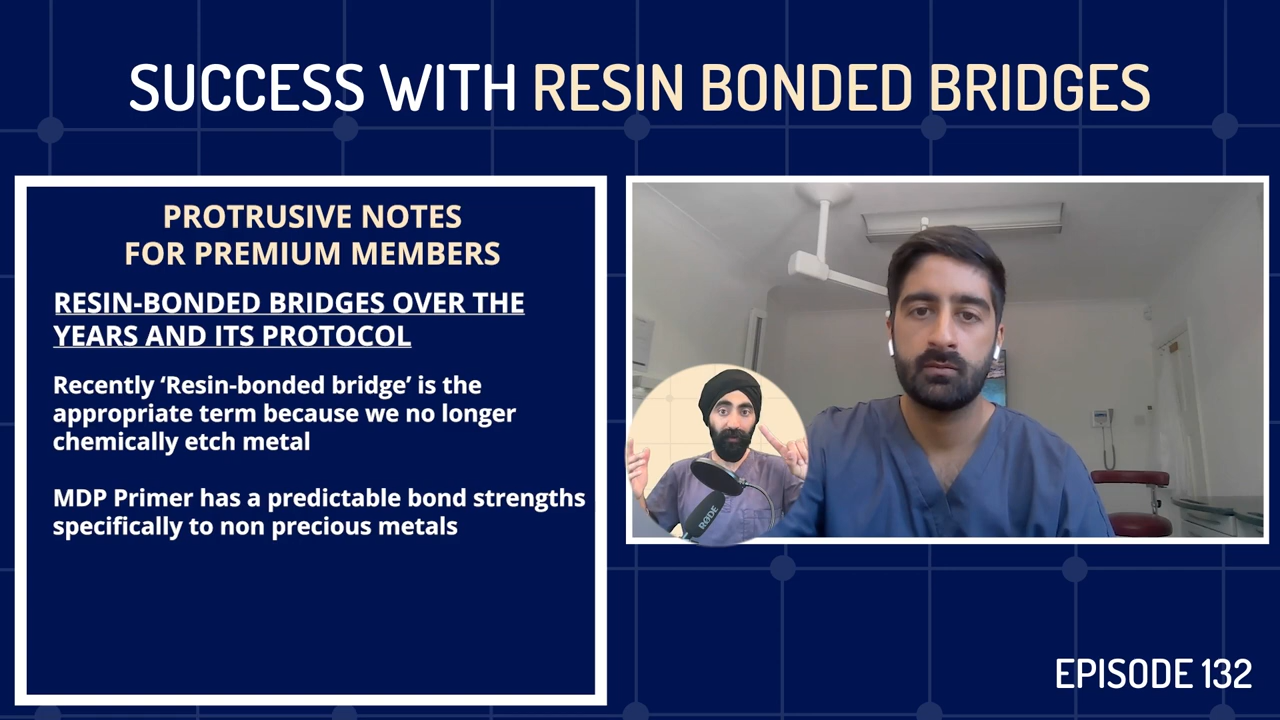 SUCCESS WITH RESIN BONDED BRIDGES
PROTRUSIVE NOTES
FOR PREMIUM MEMBERS
RESIN-BONDED BRIDGES OVER THE
YEARS AND ITS PROTOCOL
Recently ‘Resin-bonded bridge’ is the
appropriate term because we no longer
chemically etch metal
MDP Primer has a predictable bond strengths
specifically to non precious metals
RØDE
EPISODE 132